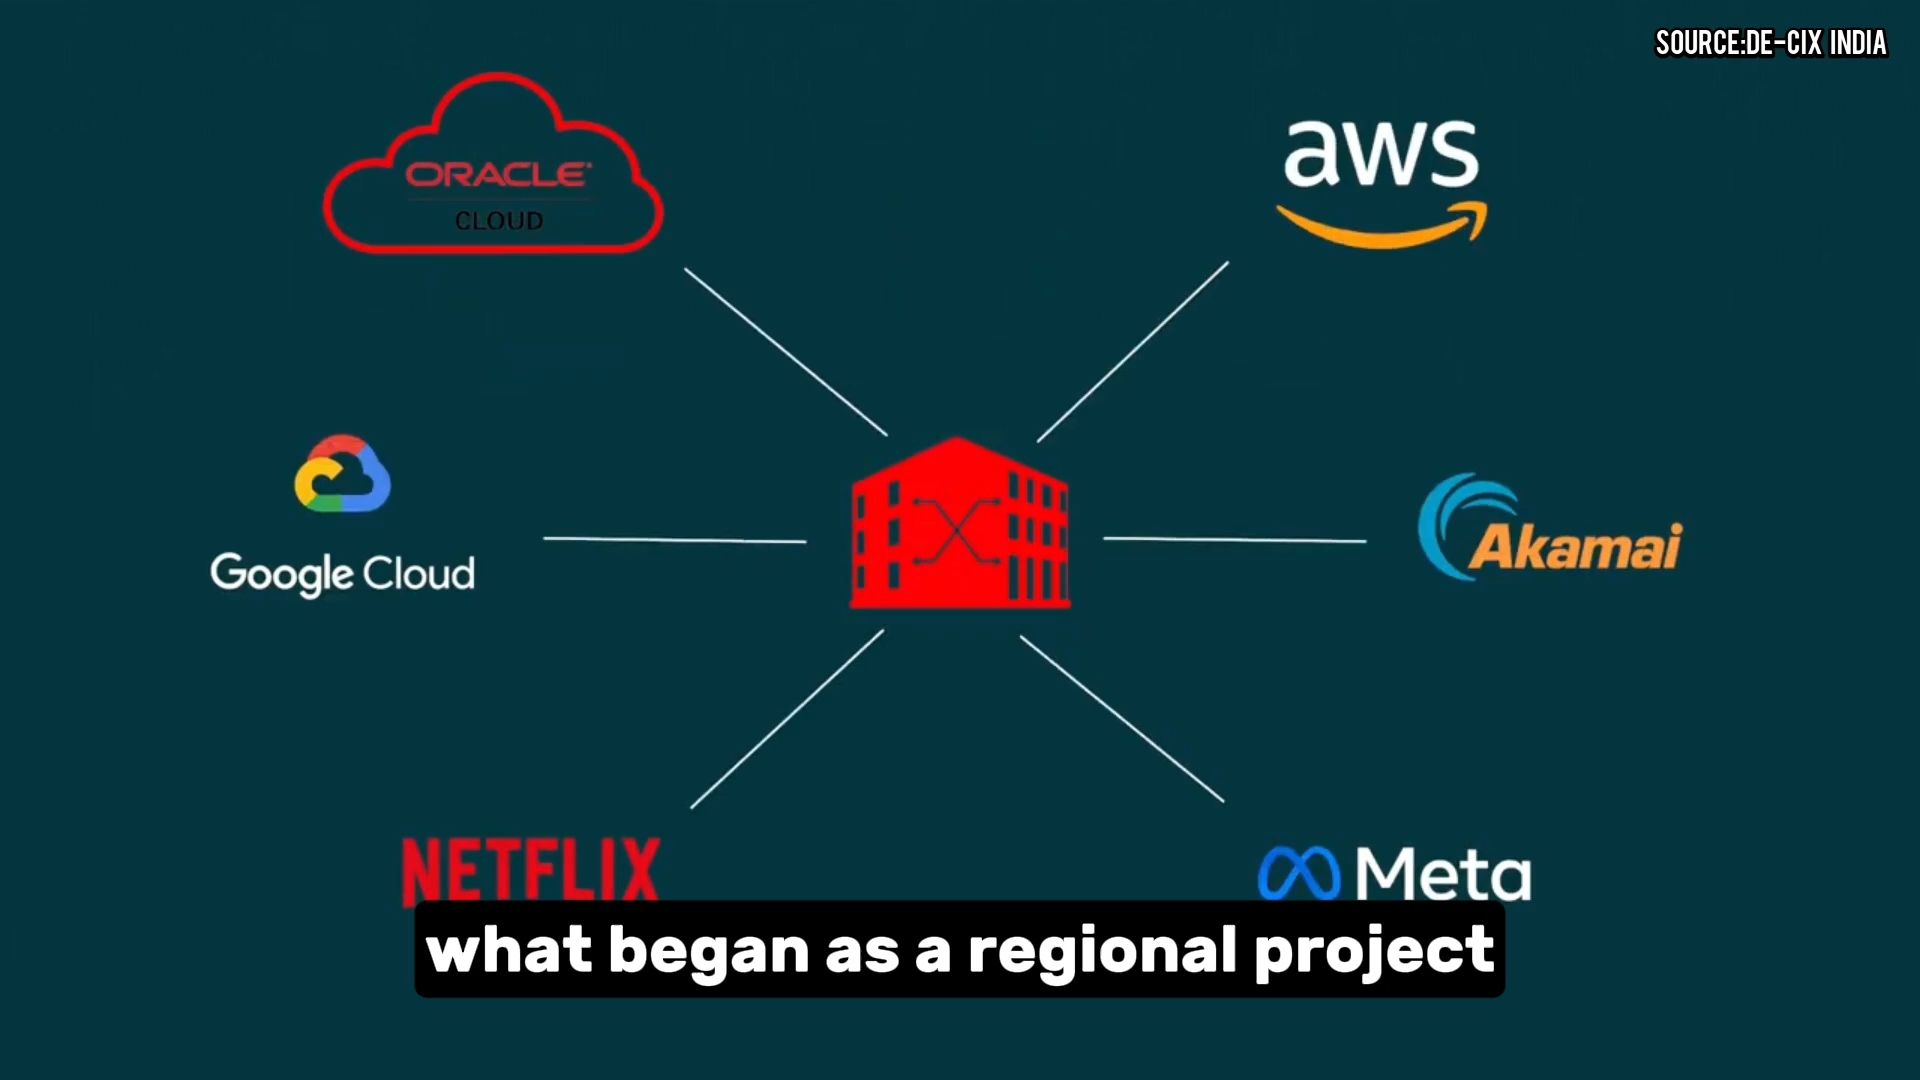 SOURCE:DE-CIX INDIA
ORACLE
CLOUD
aws
Google Cloud
Akamai
NETFLIX
Meta
what began as a regional project